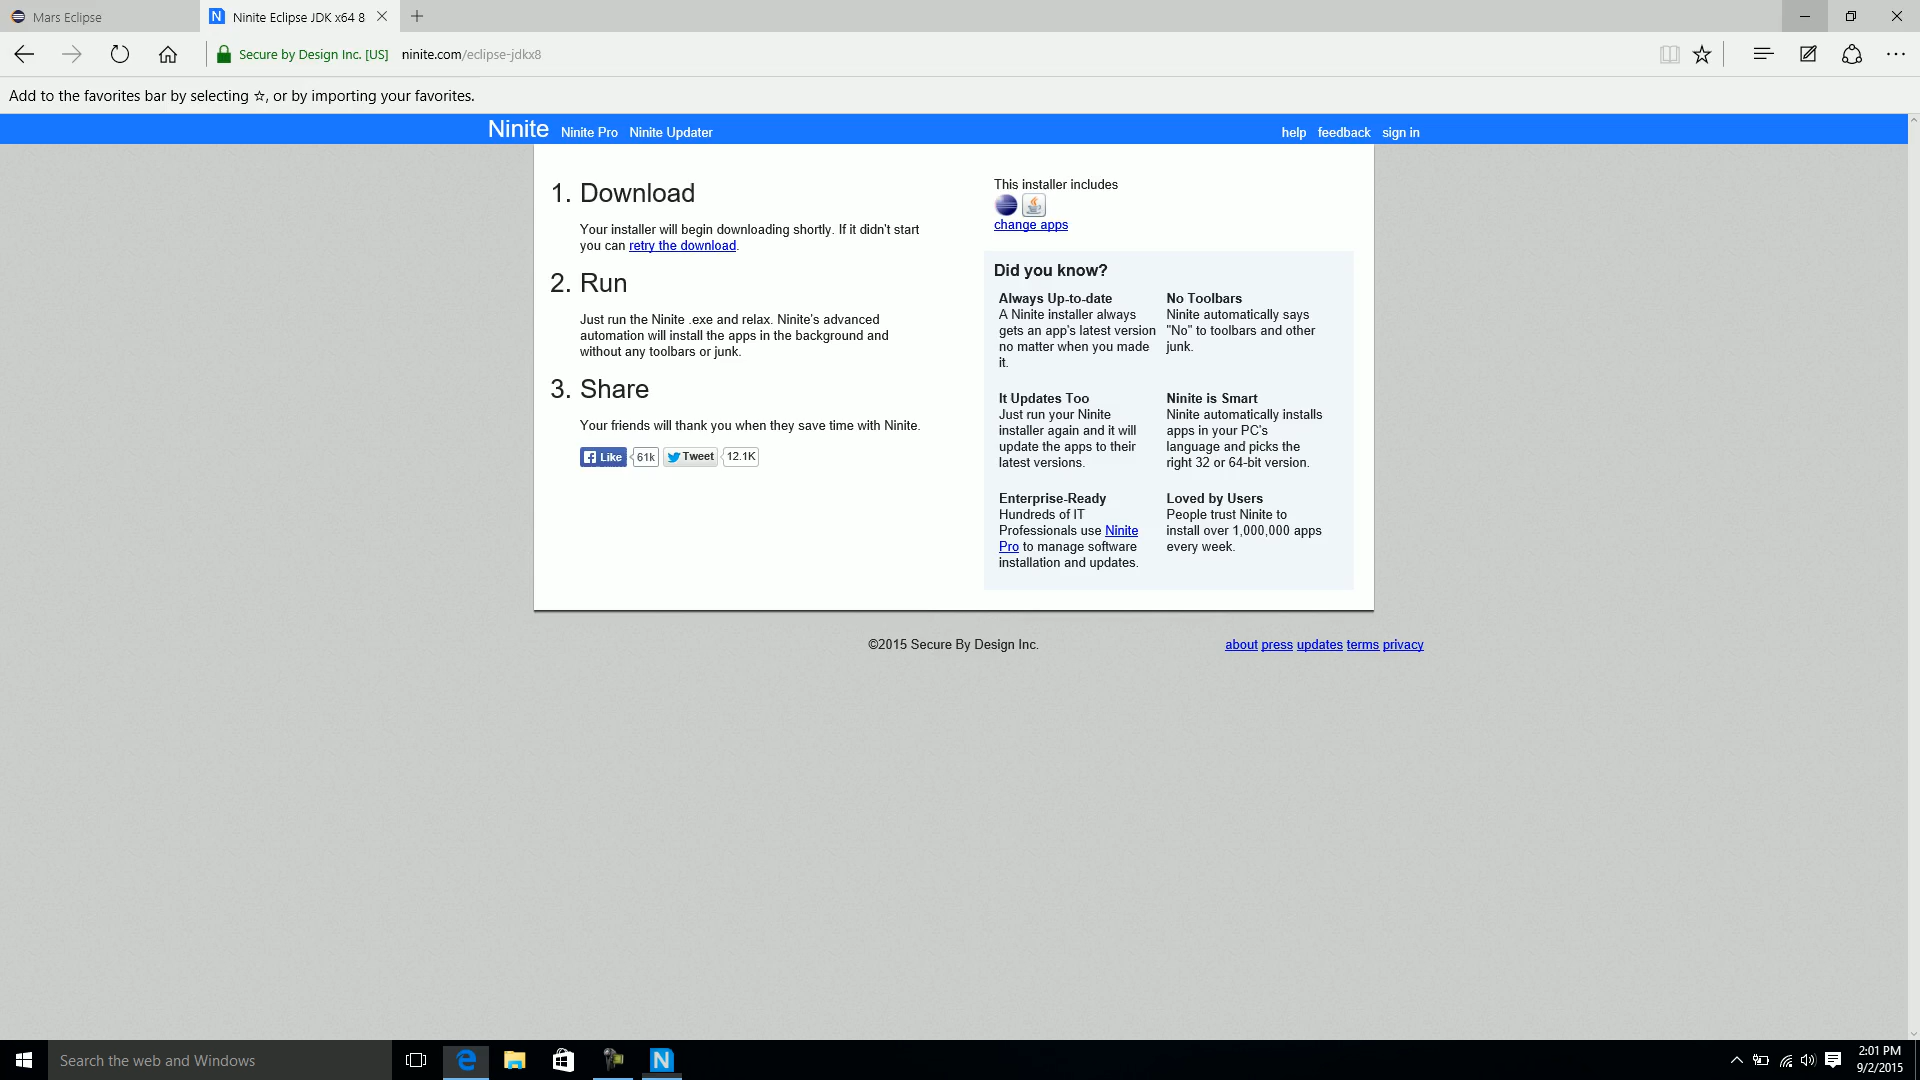 Mars Eclipse
Ninite Eclipse JDK x64 8
Secure by Design Inc. [US] ninite.com/eclipse-jdkx8
Add to the favorites bar by selecting ☆, or by importing your favorites.
Ninite Ninite Pro Ninite Updater help feedback sign in
1. Download
Your installer will begin downloading shortly. If it didn't start
you can retry the download.
2. Run
Just run the Ninite .exe and relax. Ninite's advanced
automation will install the apps in the background and
without any toolbars or junk.
3. Share
Your friends will thank you when they save time with Ninite.
Like 61k Tweet 12.1K
This installer includes
change apps
Did you know?
Always Up-to-date
A Ninite installer always
gets an app's latest version
no matter when you made
it.
No Toolbars
Ninite automatically says
"No" to toolbars and other
junk.
It Updates Too
Just run your Ninite
installer again and it will
update the apps to their
latest versions.
Ninite is Smart
Ninite automatically installs
apps in your PC's
language and picks the
right 32 or 64-bit version.
Enterprise-Ready
Hundreds of IT
Professionals use Ninite
Pro to manage software
installation and updates.
Loved by Users
People trust Ninite to
install over 1,000,000 apps
every week.
©2015 Secure By Design Inc.
about press updates terms privacy
Search the web and Windows
N
2:01 PM
9/2/2015